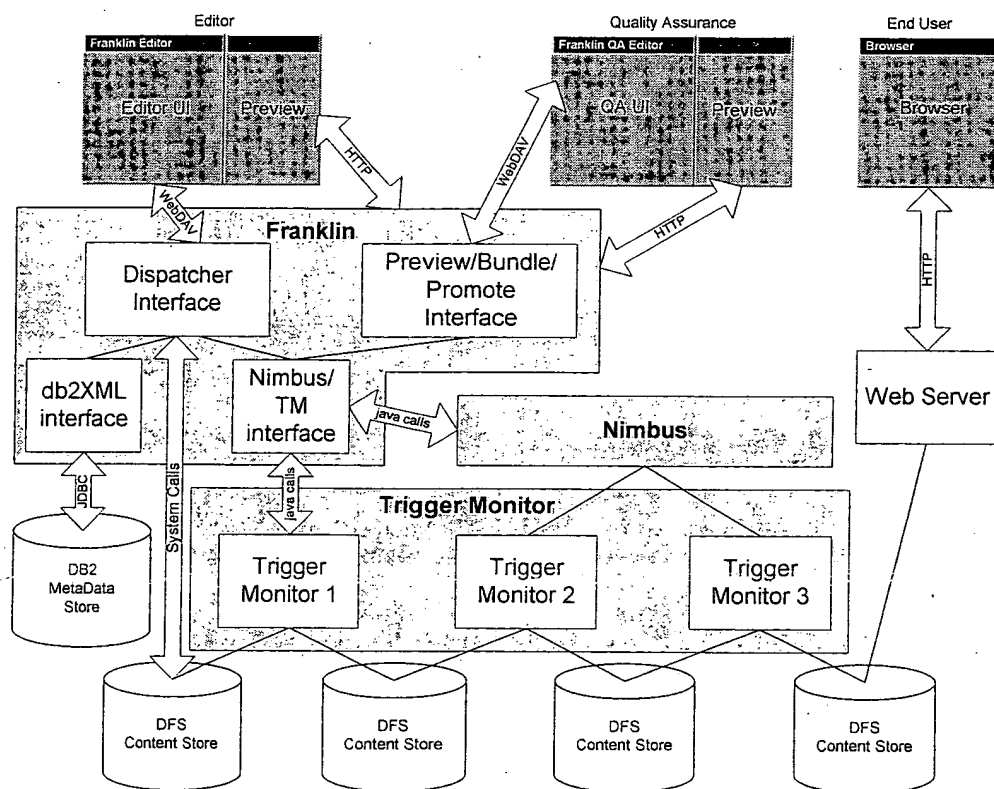 Editor
Quality Assurance
End User
Franklin Editor
Franklin QA Editor
Browser
Editor UI
Preview
QA UI
Preview
Browser
HTTP
WebDAV
WebDAV
HTTP
HTTP
Franklin
Dispatcher
Interface
Preview/Bundle/
Promote
Interface
db2XML
interface
Nimbus/
TM
interface
java calls
Nimbus
Web Server
JDBC
System Calls
java calls
Trigger Monitor
DB2
MetaData
Store
Trigger
Monitor 1
Trigger
Monitor 2
Trigger
Monitor 3
DFS
Content Store
DFS
Content Store
DFS
Content Store
DFS
Content Store